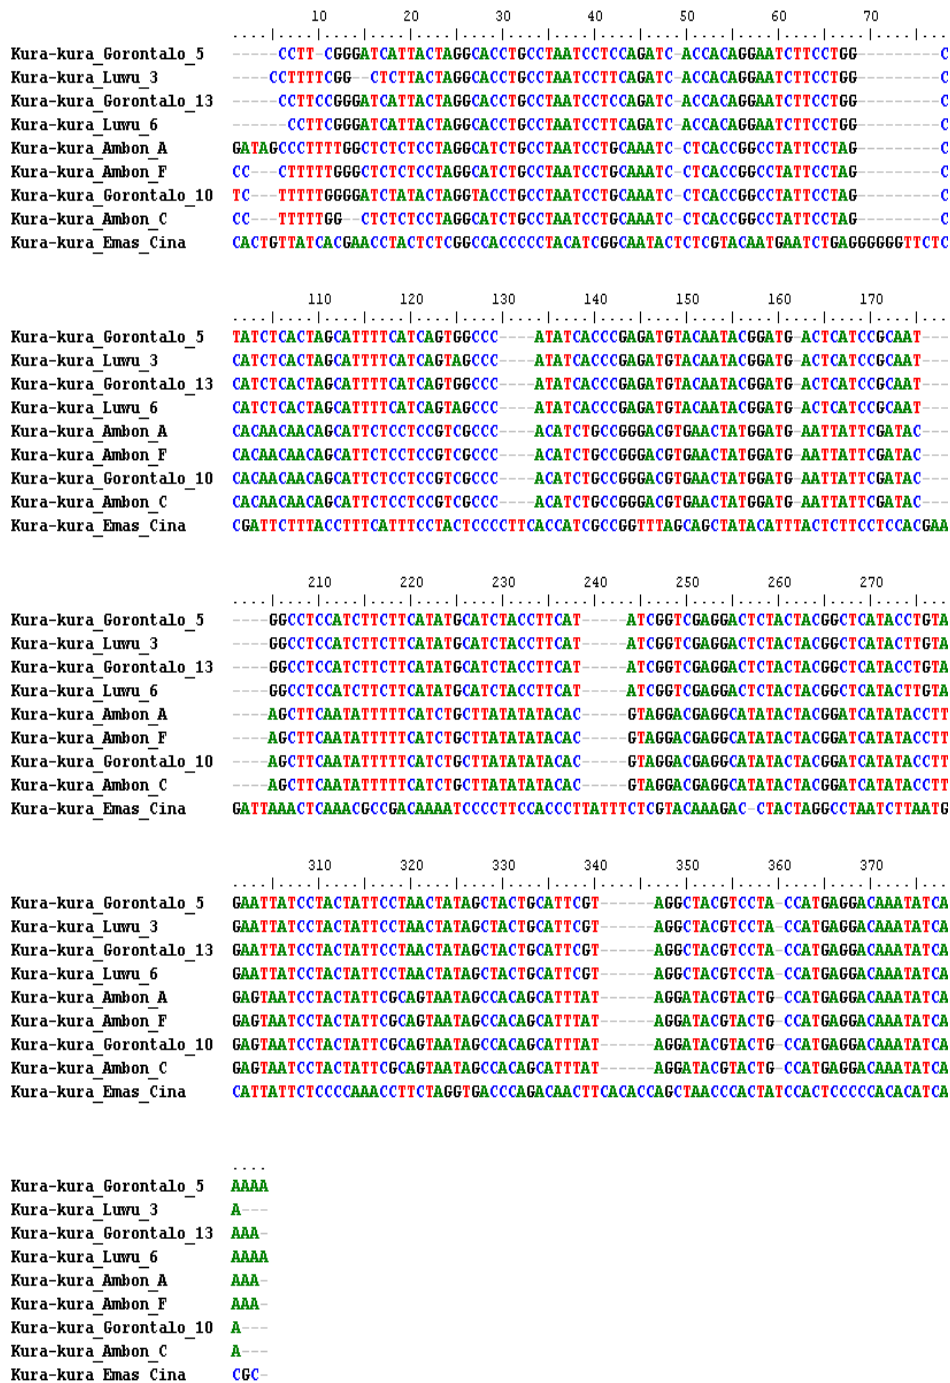 10 20 30 40 50 60 70
Kura-kura_Gorontalo_5 -----CCTT-CGGGATCATTACTAGGCACCTGCCTAATCCTCCAGATC-ACCACAGGAATCTTCCTGG---------C
Kura-kura_Luwu_3 ----CCTTTTCGG--CTCTTACTAGGCACCTGCCTAATCCTTCAGATC-ACCACAGGAATCTTCCTGG---------C
Kura-kura_Gorontalo_13 -----CCTTCCGGGATCATTACTAGGCACCTGCCTAATCCTCCAGATC-ACCACAGGAATCTTCCTGG---------C
Kura-kura_Luwu_6 ------CCTTCGGGATCATTACTAGGCACCTGCCTAATCCTTCAGATC-ACCACAGGAATCTTCCTGG---------C
Kura-kura_Ambon_A GATAGCCCTTTTGGCTCTCTCCTAGGCATCTGCCTAATCCTGCAAATC-CTCACCGGCCTATTCCTAG---------C
Kura-kura_Ambon_F CC---CTTTTTGGGCTCTCTCCTAGGCATCTGCCTAATCCTGCAAATC-CTCACCGGCCTATTCCTAG---------C
Kura-kura_Gorontalo_10 TC---TTTTTGGGGATCTATACTAGGTACCTGCCTAATCCTGCAAATC-CTCACCGGCCTATTCCTAG---------C
Kura-kura_Ambon_C CC---TTTTTGG--CTCTCTCCTAGGCATCTGCCTAATCCTGCAAATC-CTCACCGGCCTATTCCTAG---------C
Kura-kura_Emas_Cina CACTGTTATCACGAACCTACTCTCGGCCACCCCCTACATCGGCAATACTCTCGTACAATGAATCTGAGGGGGGTTCTC
110 120 130 140 150 160 170
Kura-kura_Gorontalo_5 TATCTCACTAGCATTTTCATCAGTGGCCC----ATATCACCCGAGATGTACAATACGGATG-ACTCATCCGCAAT---
Kura-kura_Luwu_3 CATCTCACTAGCATTTTCATCAGTAGCCC----ATATCACCCGAGATGTACAATACGGATG-ACTCATCCGCAAT---
Kura-kura_Gorontalo_13 CATCTCACTAGCATTTTCATCAGTGGCCC----ATATCACCCGAGATGTACAATACGGATG-ACTCATCCGCAAT---
Kura-kura_Luwu_6 CATCTCACTAGCATTTTCATCAGTAGCCC----ATATCACCCGAGATGTACAATACGGATG-ACTCATCCGCAAT---
Kura-kura_Ambon_A CACAACAACAGCATTCTCCTCCGTCGCCC----ACATCTGCCGGGACGTGAACTATGGATG-AATTATTCGATAC---
Kura-kura_Ambon_F CACAACAACAGCATTCTCCTCCGTCGCCC----ACATCTGCCGGGACGTGAACTATGGATG-AATTATTCGATAC---
Kura-kura_Gorontalo_10 CACAACAACAGCATTCTCCTCCGTCGCCC----ACATCTGCCGGGACGTGAACTATGGATG-AATTATTCGATAC---
Kura-kura_Ambon_C CACAACAACAGCATTCTCCTCCGTCGCCC----ACATCTGCCGGGACGTGAACTATGGATG-AATTATTCGATAC---
Kura-kura_Emas_Cina CGATTCTTTACCTTTCATTTCCTACTCCCCTTCACCATCGCCGGTTTAGCAGCTATACATTTACTCTTCCTCCACGAA
210 220 230 240 250 260 270
Kura-kura_Gorontalo_5 ----GGCCTCCATCTTCTTCATATGCATCTACCTTCAT-----ATCGGTCGAGGACTCTACTACGGCTCATACCTGTA
Kura-kura_Luwu_3 ----GGCCTCCATCTTCTTCATATGCATCTACCTTCAT-----ATCGGTCGAGGACTCTACTACGGCTCATACTTGTA
Kura-kura_Gorontalo_13 ----GGCCTCCATCTTCTTCATATGCATCTACCTTCAT-----ATCGGTCGAGGACTCTACTACGGCTCATACCTGTA
Kura-kura_Luwu_6 ----GGCCTCCATCTTCTTCATATGCATCTACCTTCAT-----ATCGGTCGAGGACTCTACTACGGCTCATACTTGTA
Kura-kura_Ambon_A ----AGCTTCAATATTTTTCATCTGCTTATATATACAC-----GTAGGACGAGGCATATACTACGGATCATATACCTT
Kura-kura_Ambon_F ----AGCTTCAATATTTTTCATCTGCTTATATATACAC-----GTAGGACGAGGCATATACTACGGATCATATACCTT
Kura-kura_Gorontalo_10 ----AGCTTCAATATTTTTCATCTGCTTATATATACAC-----GTAGGACGAGGCATATACTACGGATCATATACCTT
Kura-kura_Ambon_C ----AGCTTCAATATTTTTCATCTGCTTATATATACAC-----GTAGGACGAGGCATATACTACGGATCATATACCTT
Kura-kura_Emas_Cina GATTAAACTCAAACGCCGACAAAATCCCCTTCCACCCTTATTTCTCGTACAAAGAC-CTACTAGGCCTAATCTTAATG
310 320 330 340 350 360 370
Kura-kura_Gorontalo_5 GAATTATCCTACTATTCCTAACTATAGCTACTGCATTCGT------AGGCTACGTCCTA-CCATGAGGACAAATATCA
Kura-kura_Luwu_3 GAATTATCCTACTATTCCTAACTATAGCTACTGCATTCGT------AGGCTACGTCCTA-CCATGAGGACAAATATCA
Kura-kura_Gorontalo_13 GAATTATCCTACTATTCCTAACTATAGCTACTGCATTCGT------AGGCTACGTCCTA-CCATGAGGACAAATATCA
Kura-kura_Luwu_6 GAATTATCCTACTATTCCTAACTATAGCTACTGCATTCGT------AGGCTACGTCCTA-CCATGAGGACAAATATCA
Kura-kura_Ambon_A GAGTAATCCTACTATTCGCAGTAATAGCCACAGCATTTAT------AGGATACGTACTG-CCATGAGGACAAATATCA
Kura-kura_Ambon_F GAGTAATCCTACTATTCGCAGTAATAGCCACAGCATTTAT------AGGATACGTACTG-CCATGAGGACAAATATCA
Kura-kura_Gorontalo_10 GAGTAATCCTACTATTCGCAGTAATAGCCACAGCATTTAT------AGGATACGTACTG-CCATGAGGACAAATATCA
Kura-kura_Ambon_C GAGTAATCCTACTATTCGCAGTAATAGCCACAGCATTTAT------AGGATACGTACTG-CCATGAGGACAAATATCA
Kura-kura_Emas_Cina CATTATTCTCCCCAAACCTTCTAGGTGACCCAGACAACTTCACACCAGCTAACCCACTATCCACTCCCCCACACATCA
....
Kura-kura_Gorontalo_5 AAAA
Kura-kura_Luwu_3 A---
Kura-kura_Gorontalo_13 AAA-
Kura-kura_Luwu_6 AAAA
Kura-kura_Ambon_A AAA-
Kura-kura_Ambon_F AAA-
Kura-kura_Gorontalo_10 A---
Kura-kura_Ambon_C A---
Kura-kura_Emas_Cina CGC-